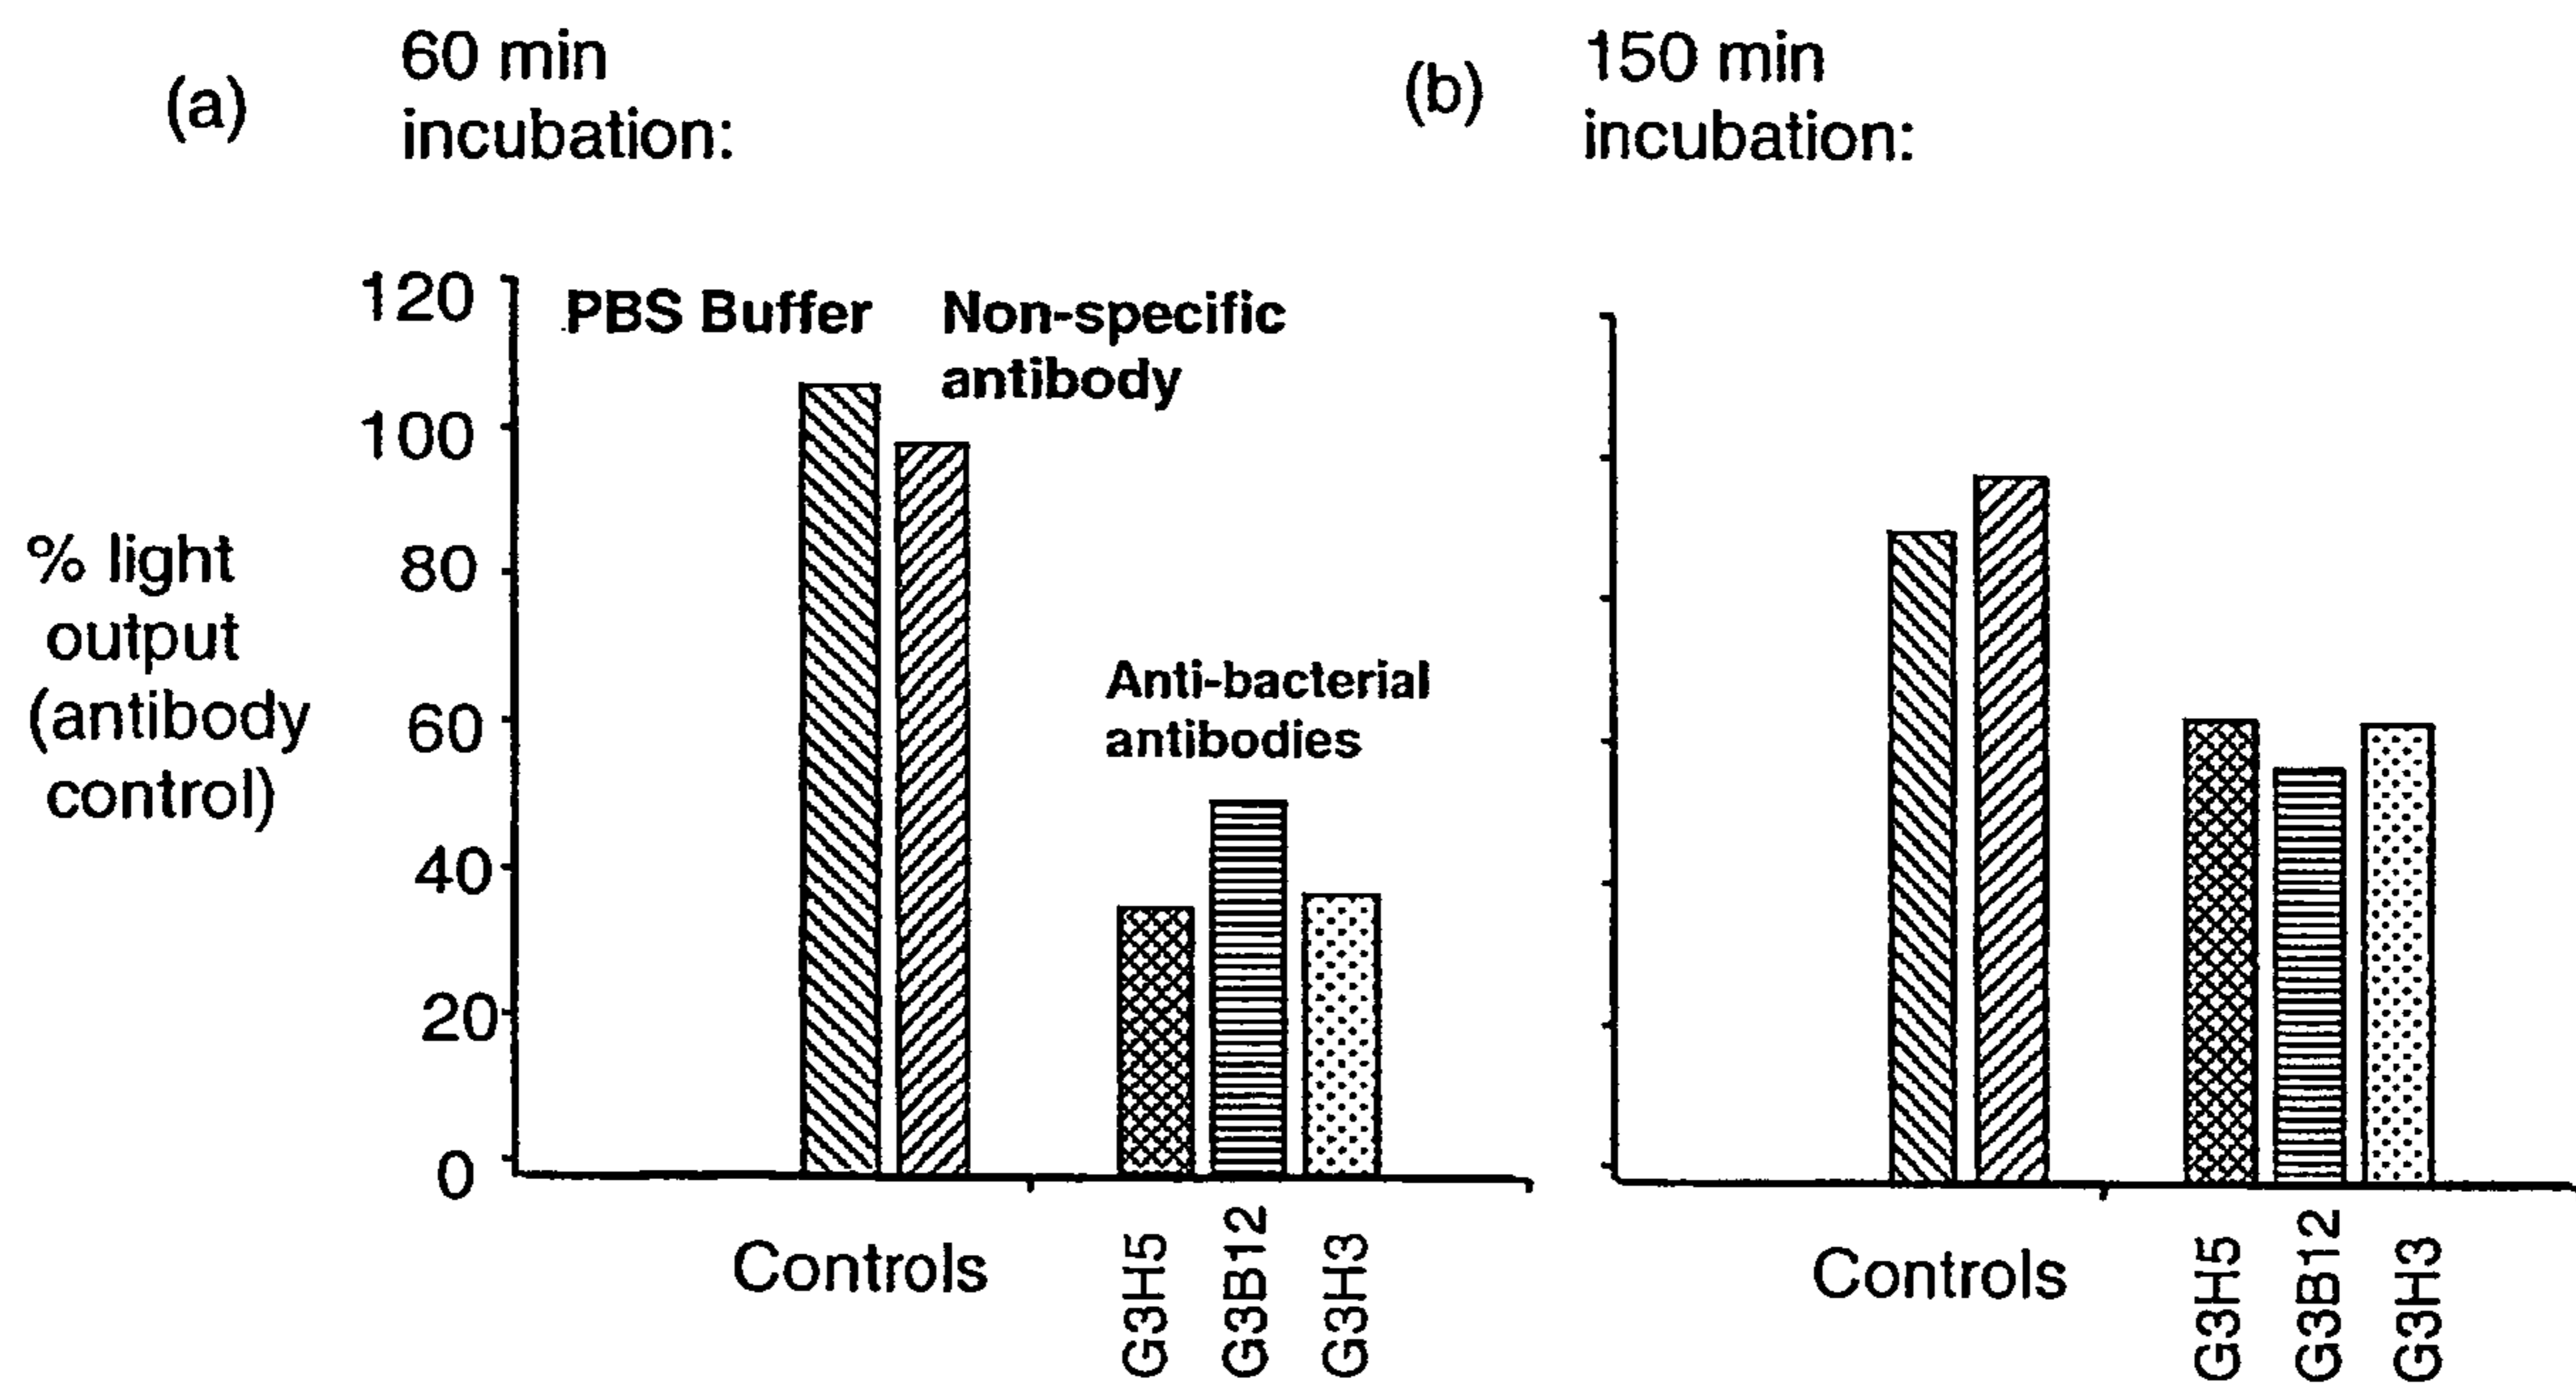 (a)
60 min
incubation:
(b)
150 min
incubation:
120
100
80
60
40
20
0
% light
output
(antibody
control)
PBS Buffer
Non-specific
antibody
Anti-bacterial
antibodies
Controls
G3H5
G3B12
G3H3
Controls
G3H5
G3B12
G3H3